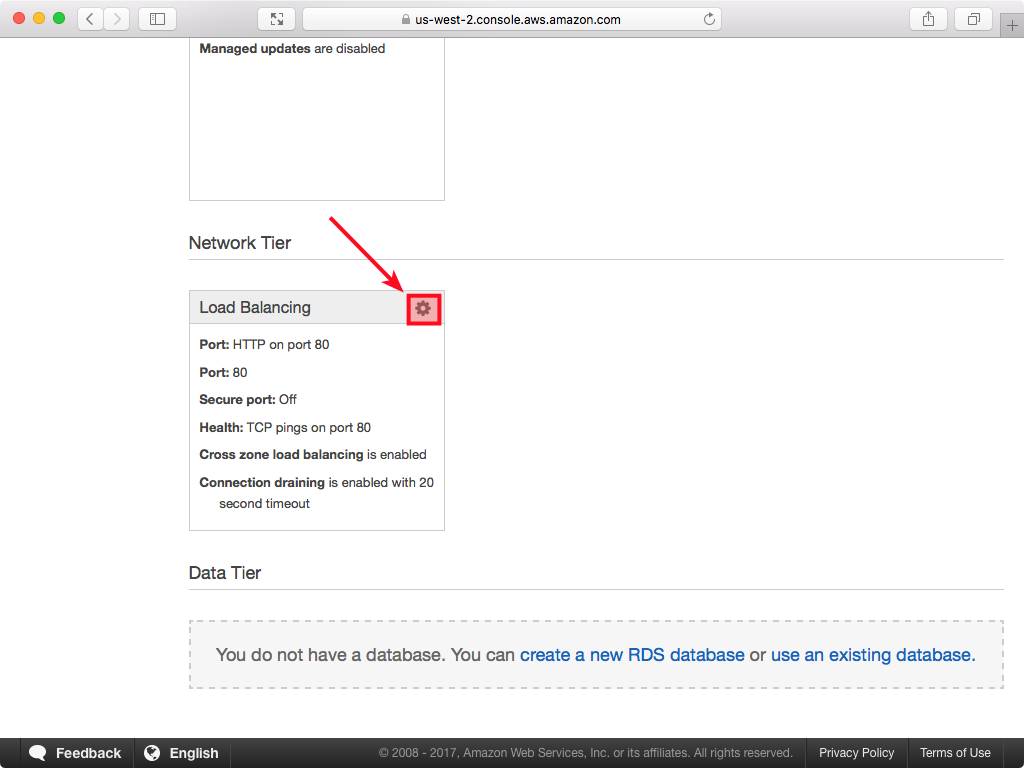 us-west-2.console.aws.amazon.com
Managed updates are disabled
Network Tier
Load Balancing
Port: HTTP on port 80
Port: 80
Secure port: Off
Health: TCP pings on port 80
Cross zone load balancing is enabled
Connection draining is enabled with 20
second timeout
Data Tier
You do not have a database. You can create a new RDS database or use an existing database.
Feedback English © 2008 - 2017, Amazon Web Services, Inc. or its affiliates. All rights reserved. Privacy Policy Terms of Use